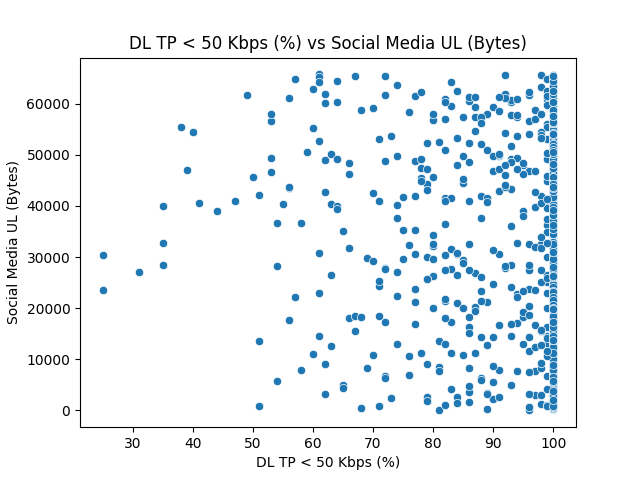 DL TP < 50 Kbps (%) vs Social Media UL (Bytes)
60000
50000
40000
30000
20000
10000
0
Social Media UL (Bytes)
30 40 50 60 70 80 90 100
DL TP < 50 Kbps (%)